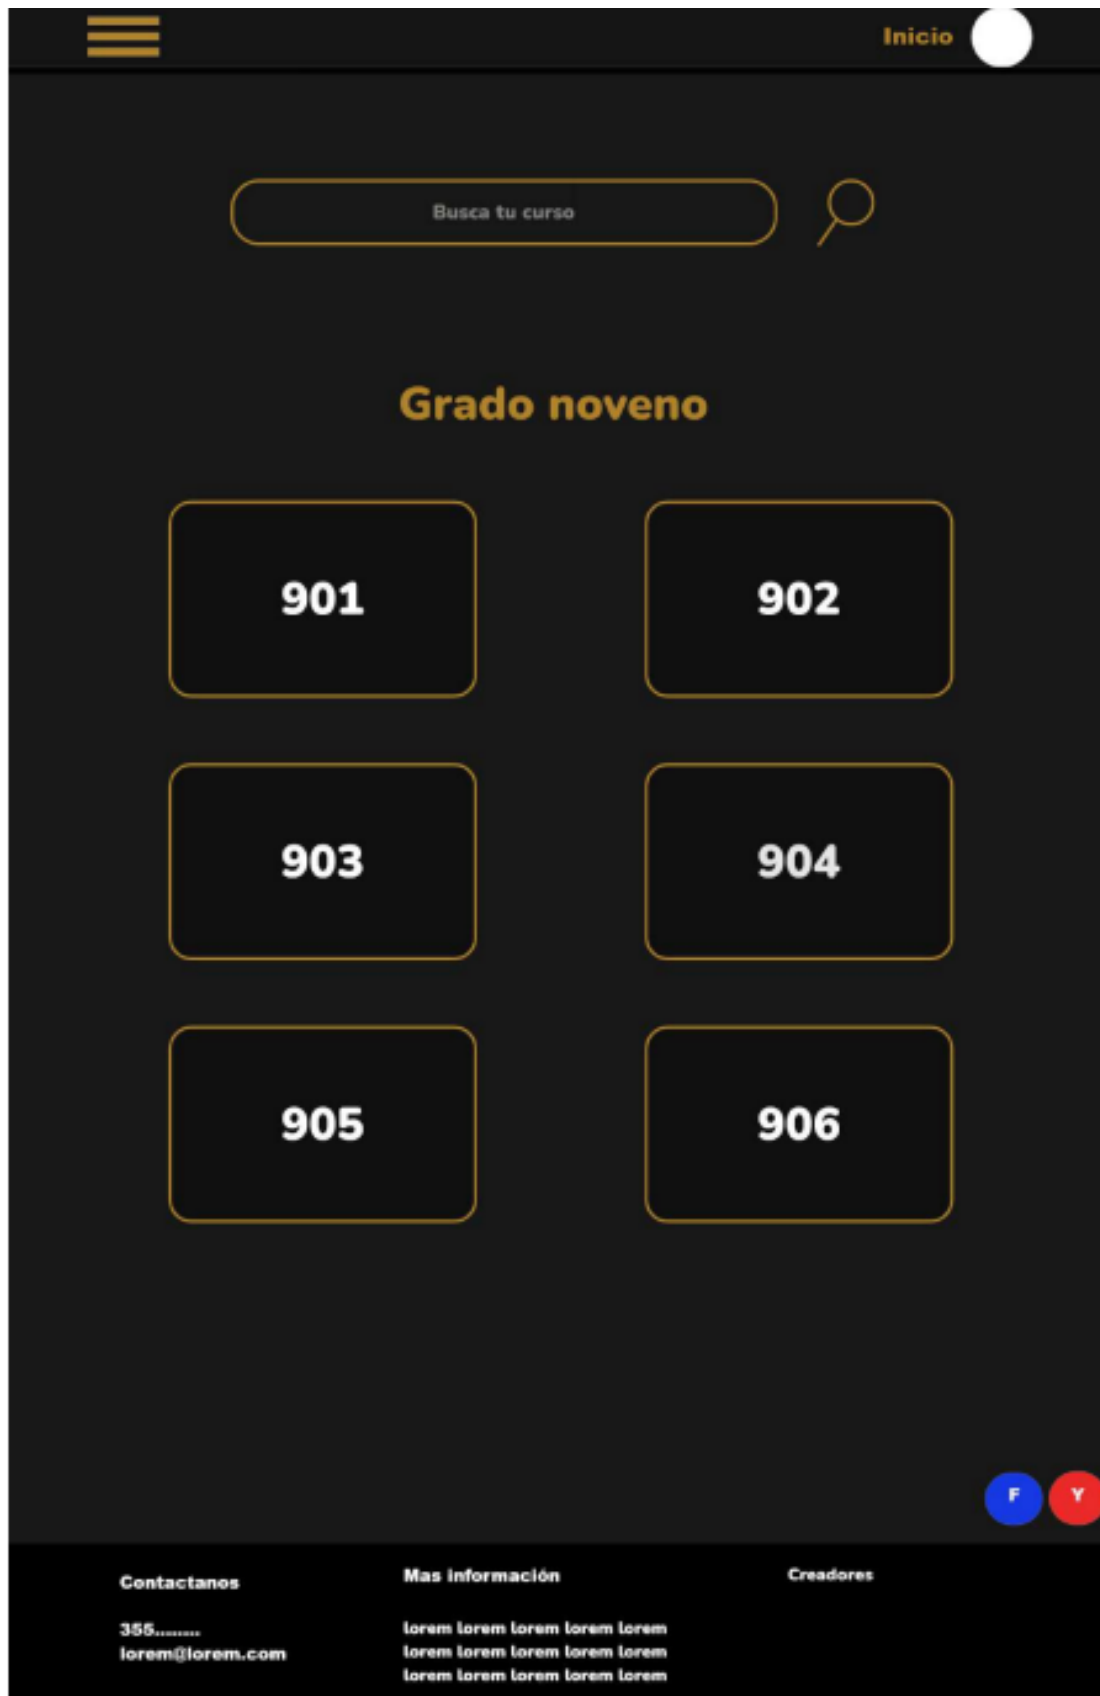 Inicio
Busca tu curso
Grado noveno
901
902
903
904
905
906
F
Y
Contactanos
355.........
lorem@lorem.com
Mas información
lorem lorem lorem lorem lorem
lorem lorem lorem lorem lorem
lorem lorem lorem lorem lorem
Creadores